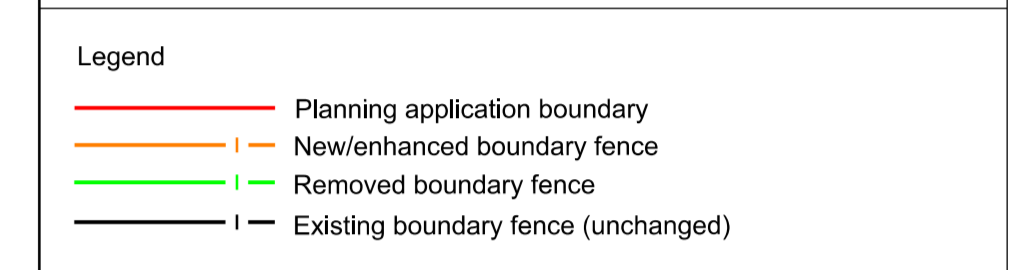 Legend
Planning application boundary
New/enhanced boundary fence
Removed boundary fence
Existing boundary fence (unchanged)